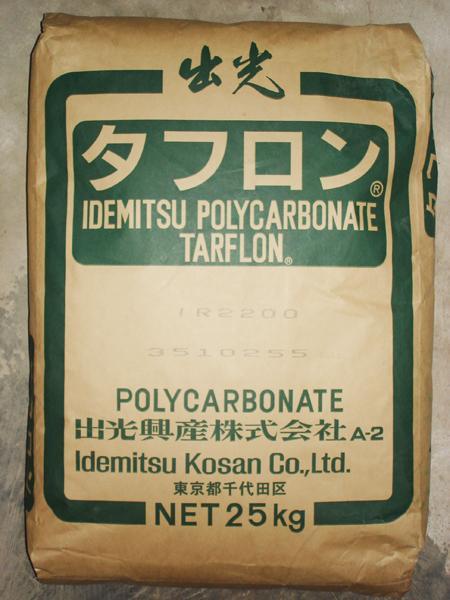 出光
タフロン®
IDEMITSU POLYCARBONATE
TARFLON®
IR2200
3510255
POLYCARBONATE
出光興産株式会社 A-2
Idemitsu Kosan Co.,Ltd.
東京都千代田区
NET 25kg